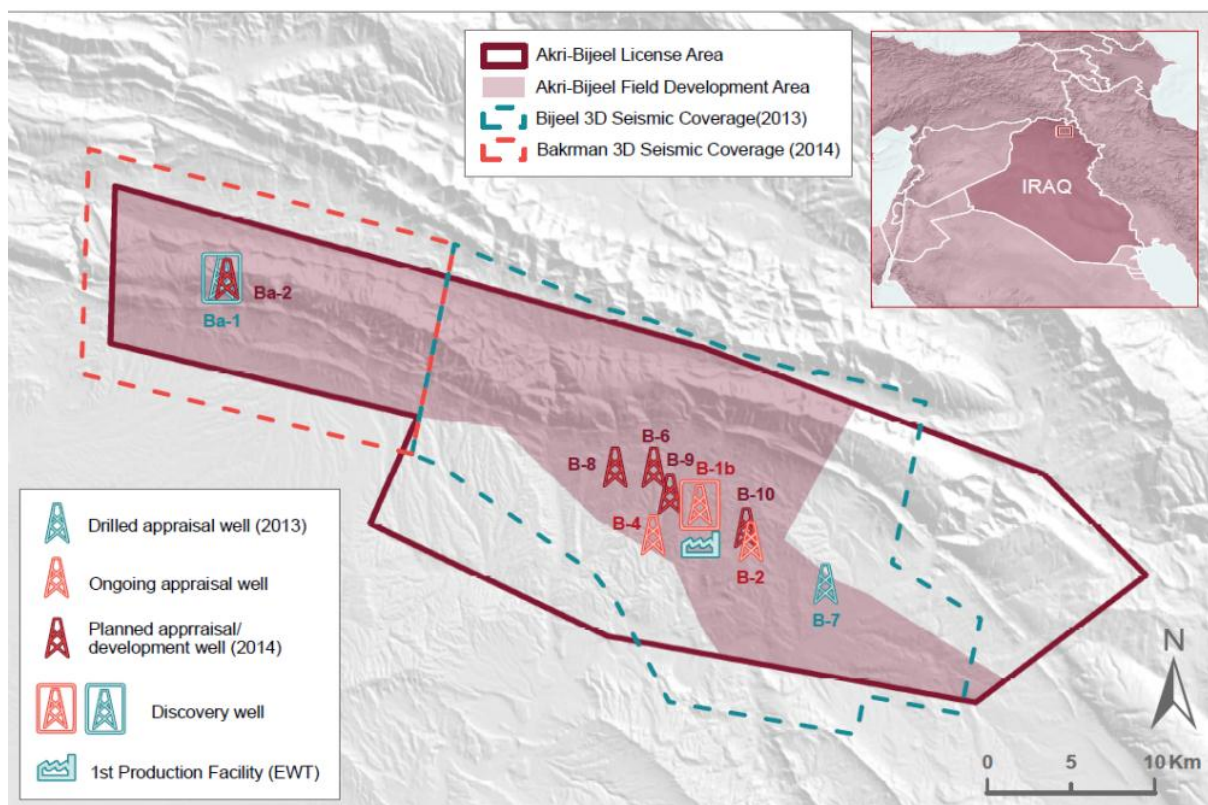 Akri-Bijeel License Area
Akri-Bijeel Field Development Area
Bijeel 3D Seismic Coverage(2013)
Bakrman 3D Seismic Coverage (2014)
IRAQ
Ba-2
Ba-1
B-6
B-8
B-9
B-1b
B-10
B-4
B-2
B-7
Drilled appraisal well (2013)
Ongoing appraisal well
Planned apprraisal/
development well (2014)
Discovery well
1st Production Facility (EWT)
N
0 5 10 Km